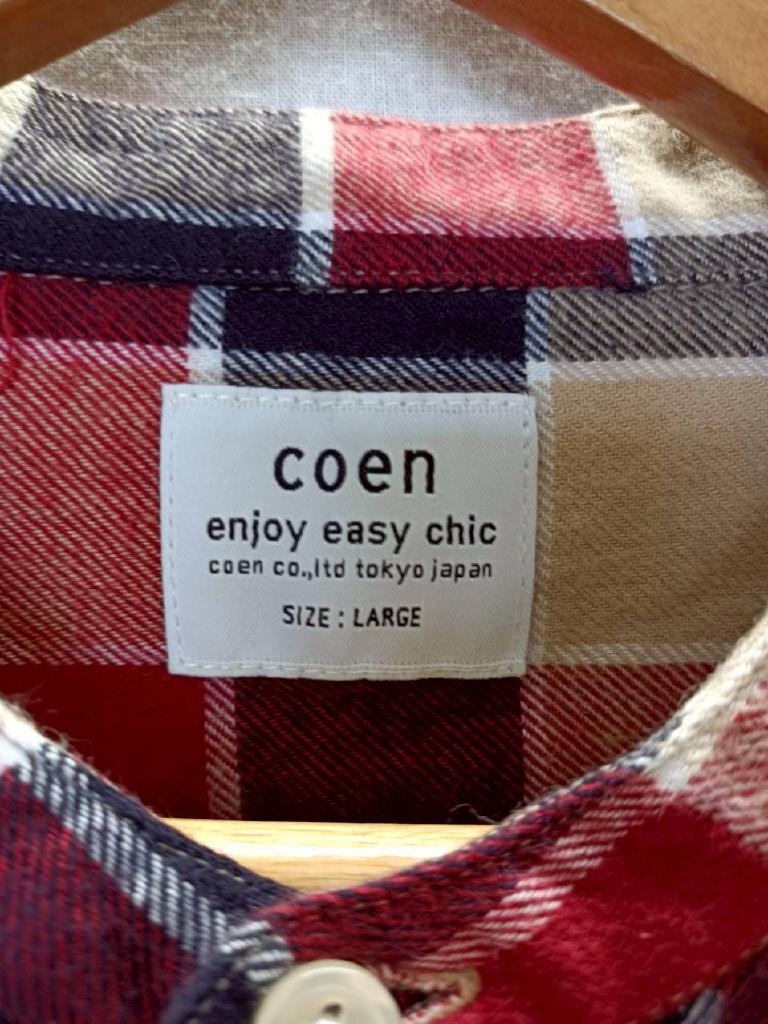 coen
enjoy easy chic
coen co.,ltd tokyo japan
SIZE : LARGE